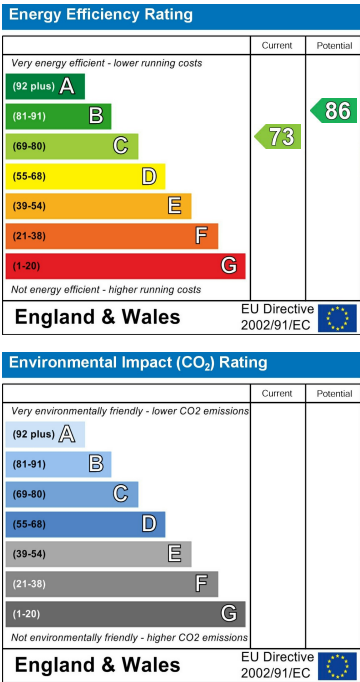 Energy Efficiency Rating
Current Potential
Very energy efficient - lower running costs
(92 plus) A
(81-91) B
(69-80) C
(55-68) D
(39-54) E
(21-38) F
(1-20) G
73
86
Not energy efficient - higher running costs
England & Wales
EU Directive
2002/91/EC
Environmental Impact (CO₂) Rating
Current Potential
Very environmentally friendly - lower CO2 emissions
(92 plus) A
(81-91) B
(69-80) C
(55-68) D
(39-54) E
(21-38) F
(1-20) G
Not environmentally friendly - higher CO2 emissions
England & Wales
EU Directive
2002/91/EC